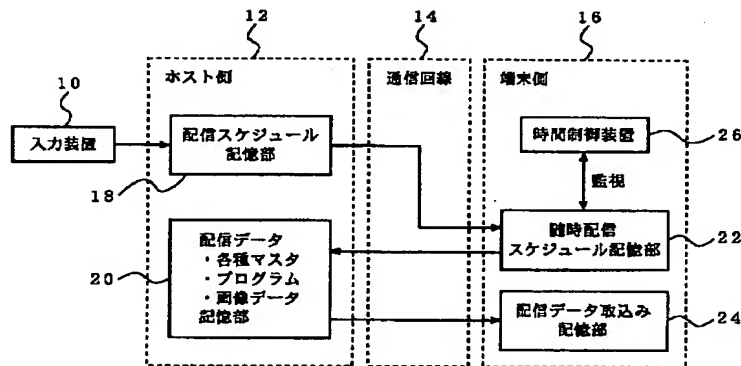 12
14
16
ホスト側
通信回線
端末側
10
入力装置
配信スケジュール
記憶部
18
時間制御装置
26
監視
随時配信
スケジュール記憶部
22
配信データ
・各種マスタ
・プログラム
・画像データ
記憶部
20
配信データ取込み
記憶部
24